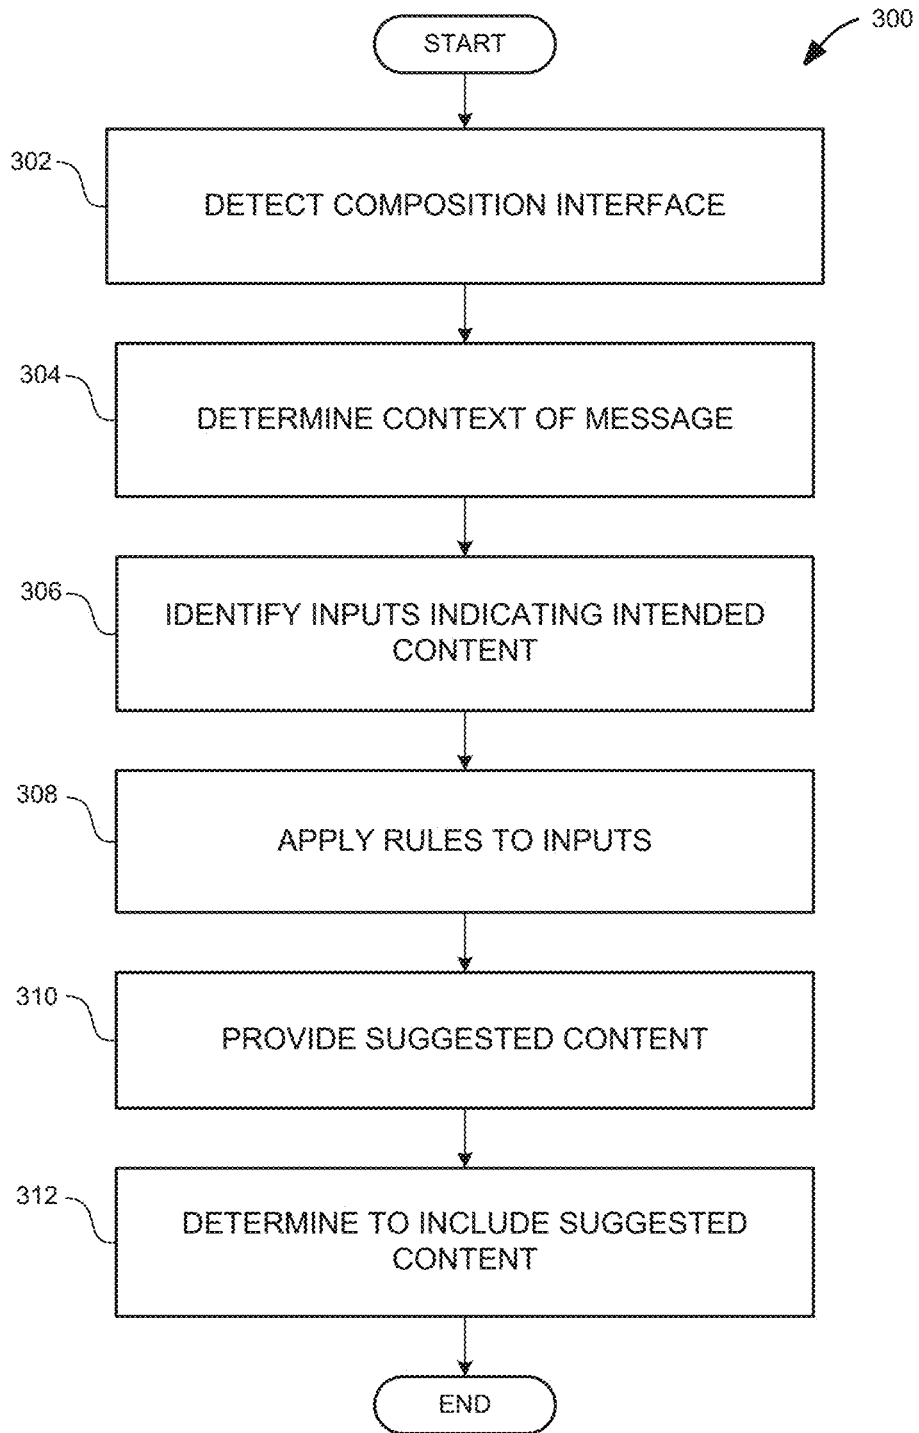 300
START
302
DETECT COMPOSITION INTERFACE
304
DETERMINE CONTEXT OF MESSAGE
306
IDENTIFY INPUTS INDICATING INTENDED
CONTENT
308
APPLY RULES TO INPUTS
310
PROVIDE SUGGESTED CONTENT
312
DETERMINE TO INCLUDE SUGGESTED
CONTENT
END